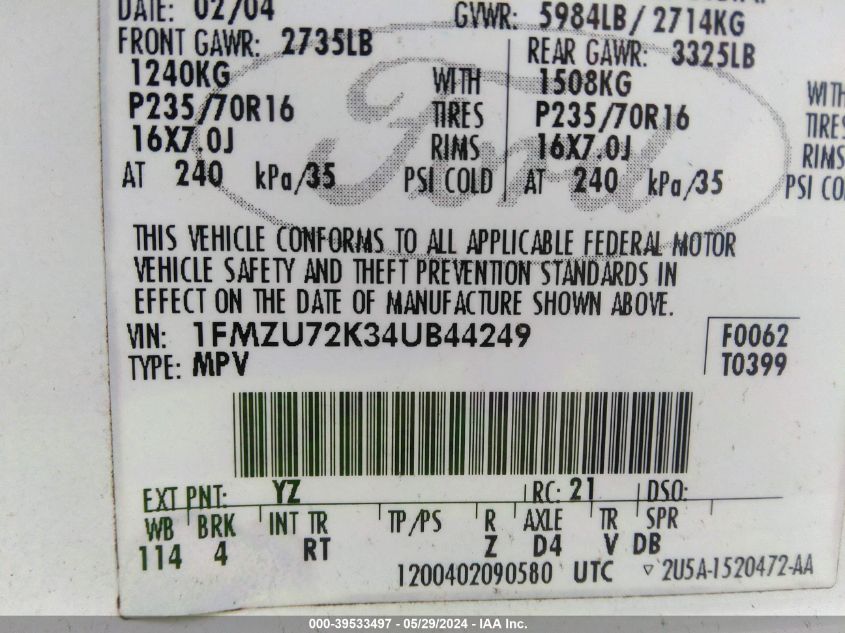 DATE: 02/04
GVWR: 5984LB/ 2714KG
FRONT GAWR: 2735LB
REAR GAWR: 3325LB
1240KG WITH 1508KG WITH
P235/70R16 TIRES P235/70R16 TIRES
16X7.0J RIMS 16X7.0J RIMS
AT 240 kPa/35 PSI COLD AT 240 kPa/35 PSI CO
Ford
THIS VEHICLE CONFORMS TO ALL APPLICABLE FEDERAL MOTOR
VEHICLE SAFETY AND THEFT PREVENTION STANDARDS IN
EFFECT ON THE DATE OF MANUFACTURE SHOWN ABOVE.
VIN: 1FMZU72K34UB44249 F0062
TYPE: MPV T0399
EXT PNT: YZ RC: 21 DSO:
WB BRK INT TR TP/PS R AXLE TR SPR
114 4 RT Z D4 V DB
1200402090580 UTC ▽ 2U5A-1520472-AA
000-39533497 - 05/29/2024 - IAA Inc.